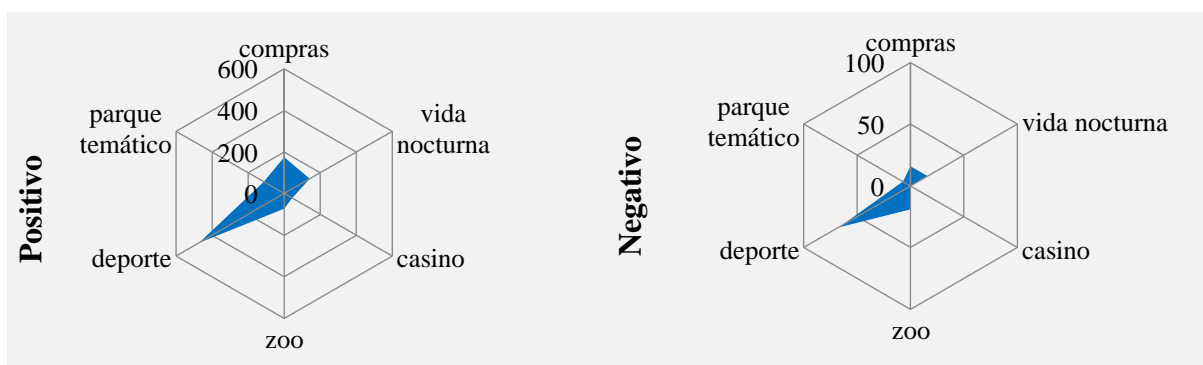 Positivo
compras
600
400
200
0
vida
nocturna
casino
zoo
deporte
parque
temático
Negativo
compras
100
50
0
vida nocturna
casino
zoo
deporte
parque
temático